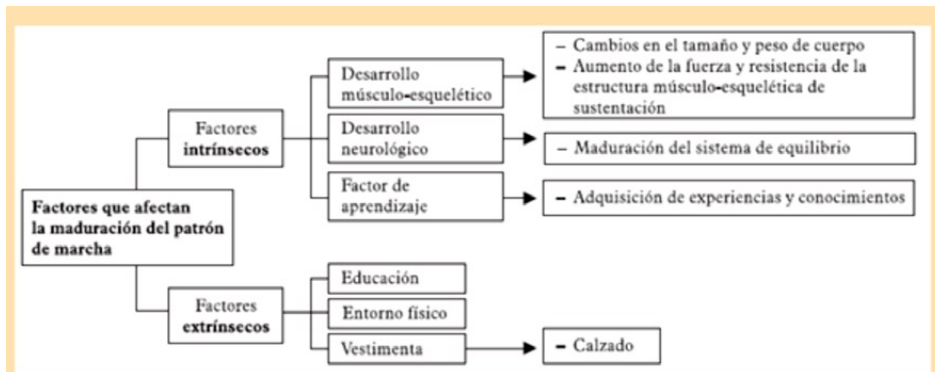 Factores que afectan
la maduración del patrón
de marcha
Factores
intrínsecos
Desarrollo
músculo-esquelético
– Cambios en el tamaño y peso de cuerpo
– Aumento de la fuerza y resistencia de la
estructura músculo-esquelética de
sustentación
Desarrollo
neurológico
– Maduración del sistema de equilibrio
Factor de
aprendizaje
– Adquisición de experiencias y conocimientos
Factores
extrínsecos
Educación
Entorno físico
Vestimenta
– Calzado